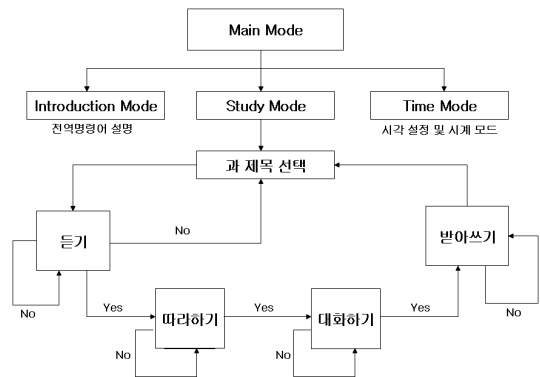 Main Mode
Introduction Mode
Study Mode
Time Mode
전역명령어 설명
시각 설정 및 시계 모드
과 제목 선택
듣기
No
받아쓰기
No
Yes
따라하기
Yes
대화하기
Yes
No
No
No